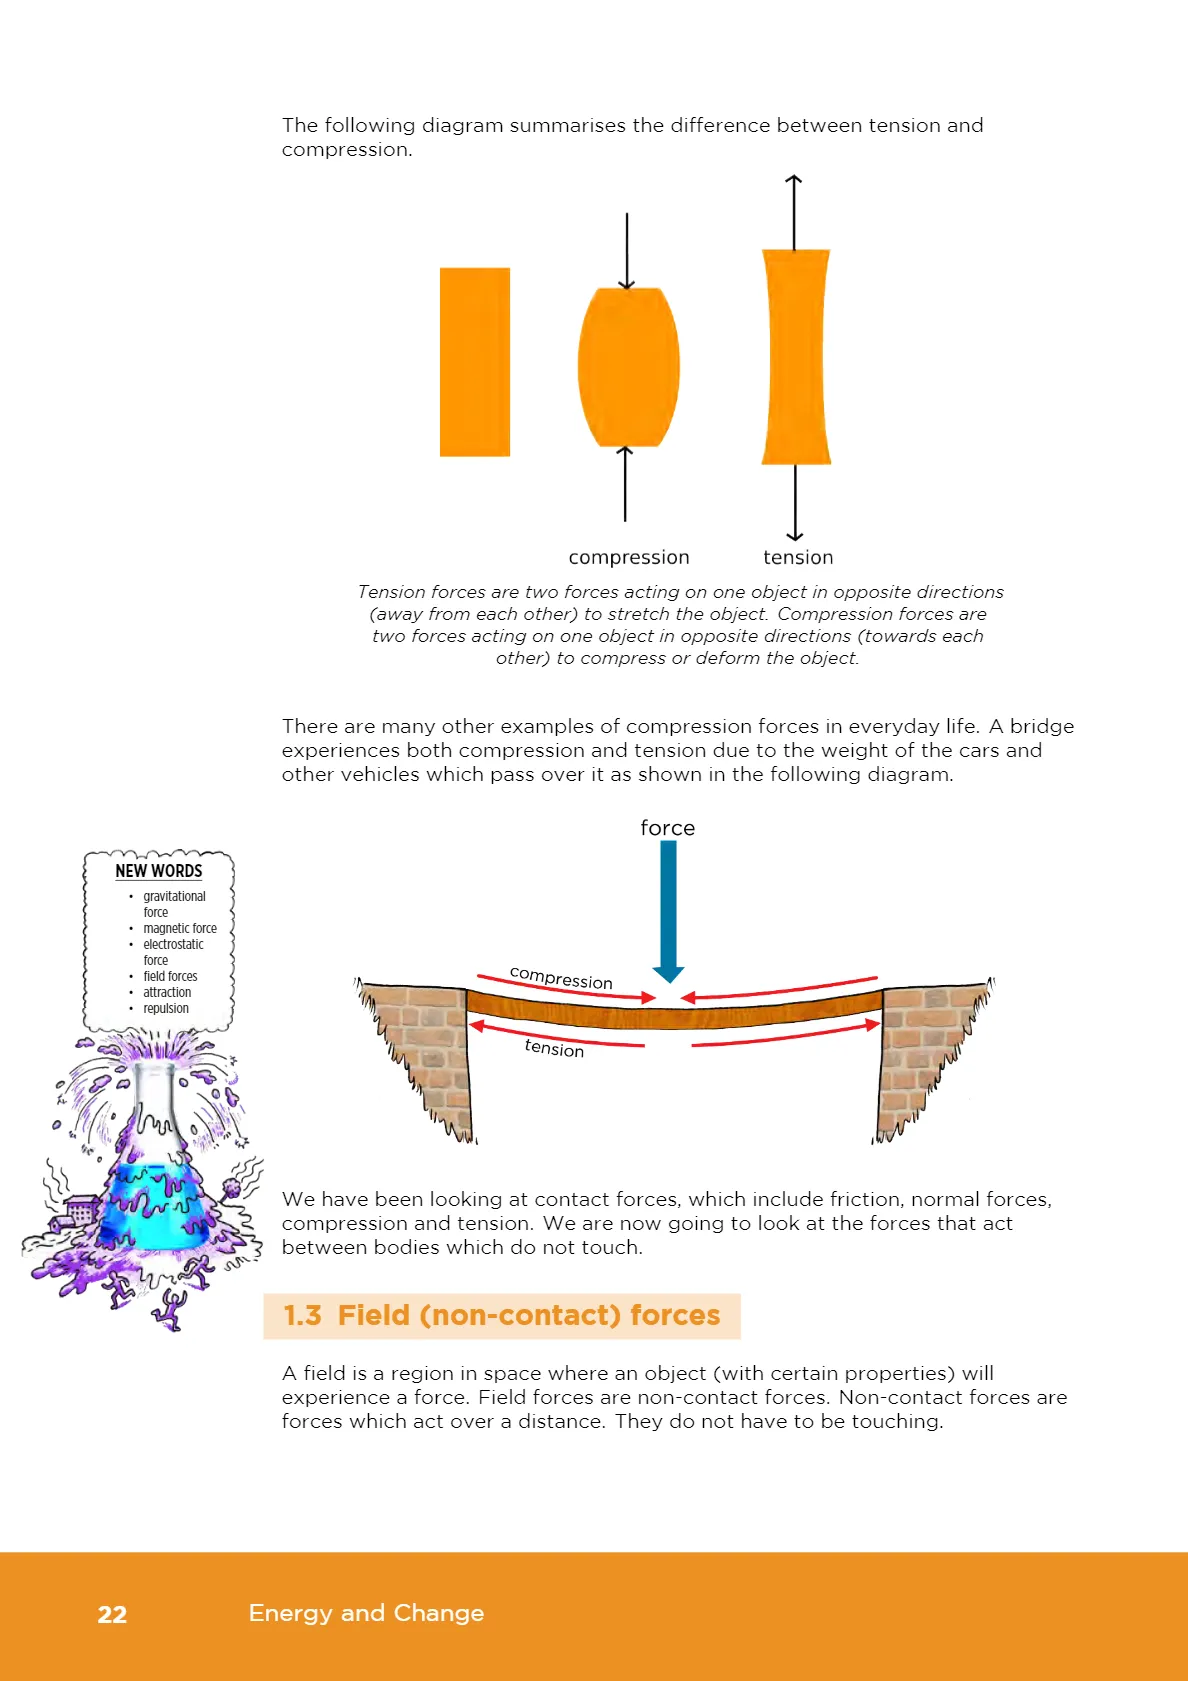 The following diagram summarises the difference between tension and
compression.
compression
tension
Tension forces are two forces acting on one object in opposite directions
(away from each other) to stretch the object. Compression forces are
two forces acting on one object in opposite directions (towards each
other) to compress or deform the object.
There are many other examples of compression forces in everyday life. A bridge
experiences both compression and tension due to the weight of the cars and
other vehicles which pass over it as shown in the following diagram.
force
compression
tension
NEW WORDS
• gravitational
force
• magnetic force
• electrostatic
force
• field forces
• attraction
• repulsion
We have been looking at contact forces, which include friction, normal forces,
compression and tension. We are now going to look at the forces that act
between bodies which do not touch.
1.3 Field (non-contact) forces
A field is a region in space where an object (with certain properties) will
experience a force. Field forces are non-contact forces. Non-contact forces are
forces which act over a distance. They do not have to be touching.
22
Energy and Change